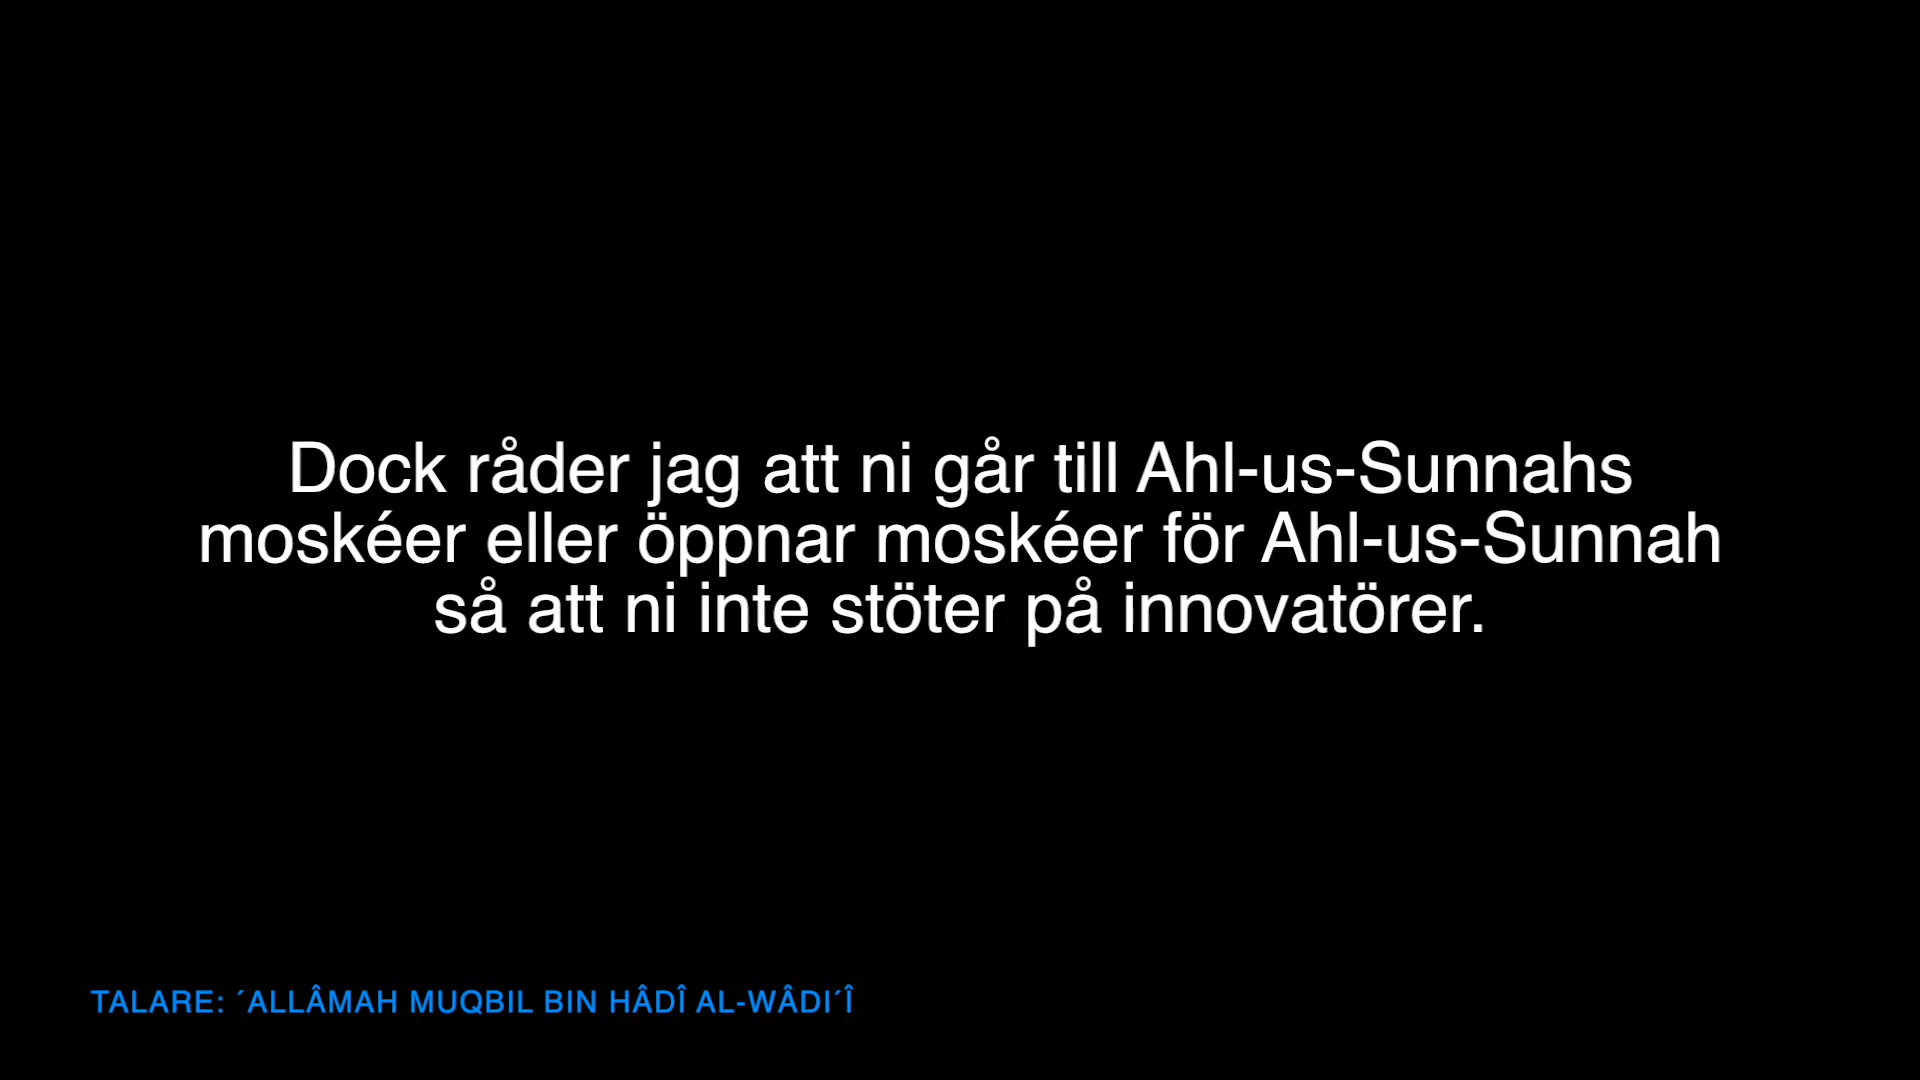 Dock råder jag att ni går till Ahl-us-Sunnahs
moskéer eller öppnar moskéer för Ahl-us-Sunnah
så att ni inte stöter på innovatörer.
TALARE: ´ALLÂMAH MUQBIL BIN HÂDÎ AL-WÂDI´Î